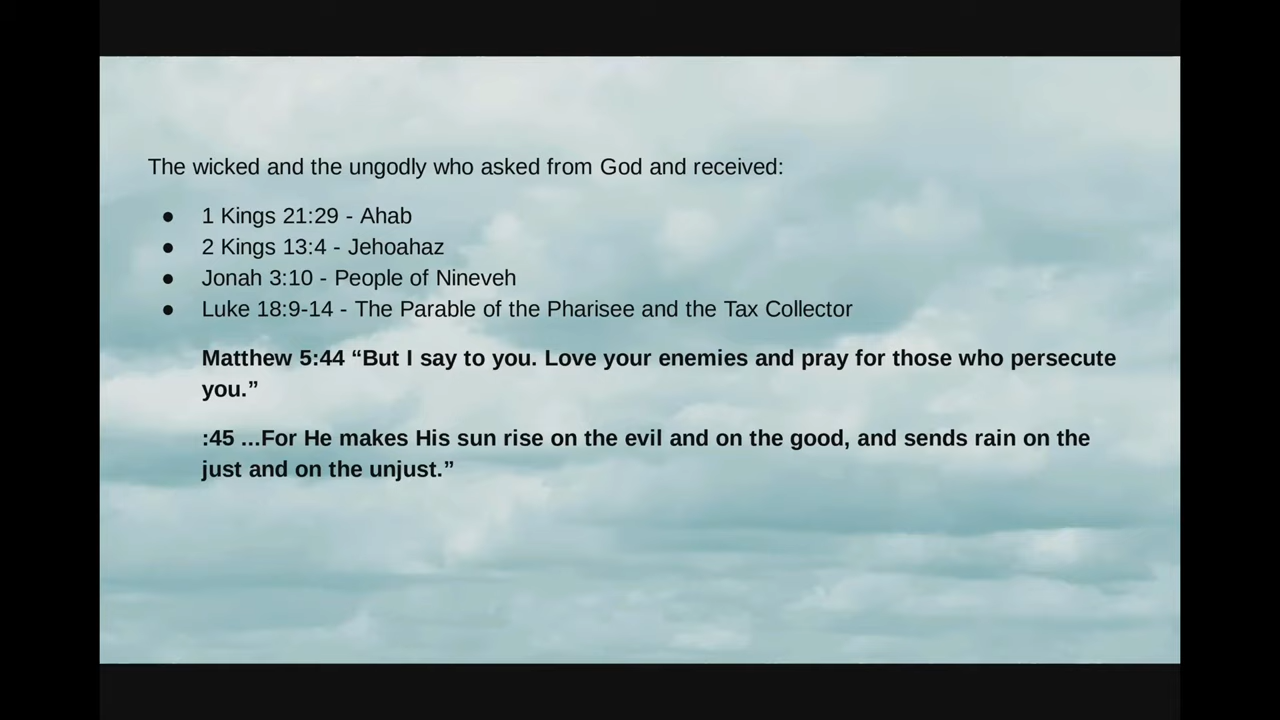 The wicked and the ungodly who asked from God and received:
● 1 Kings 21:29 - Ahab
● 2 Kings 13:4 - Jehoahaz
● Jonah 3:10 - People of Nineveh
● Luke 18:9-14 - The Parable of the Pharisee and the Tax Collector
Matthew 5:44 “But I say to you. Love your enemies and pray for those who persecute
you.”
:45 ...For He makes His sun rise on the evil and on the good, and sends rain on the
just and on the unjust.”